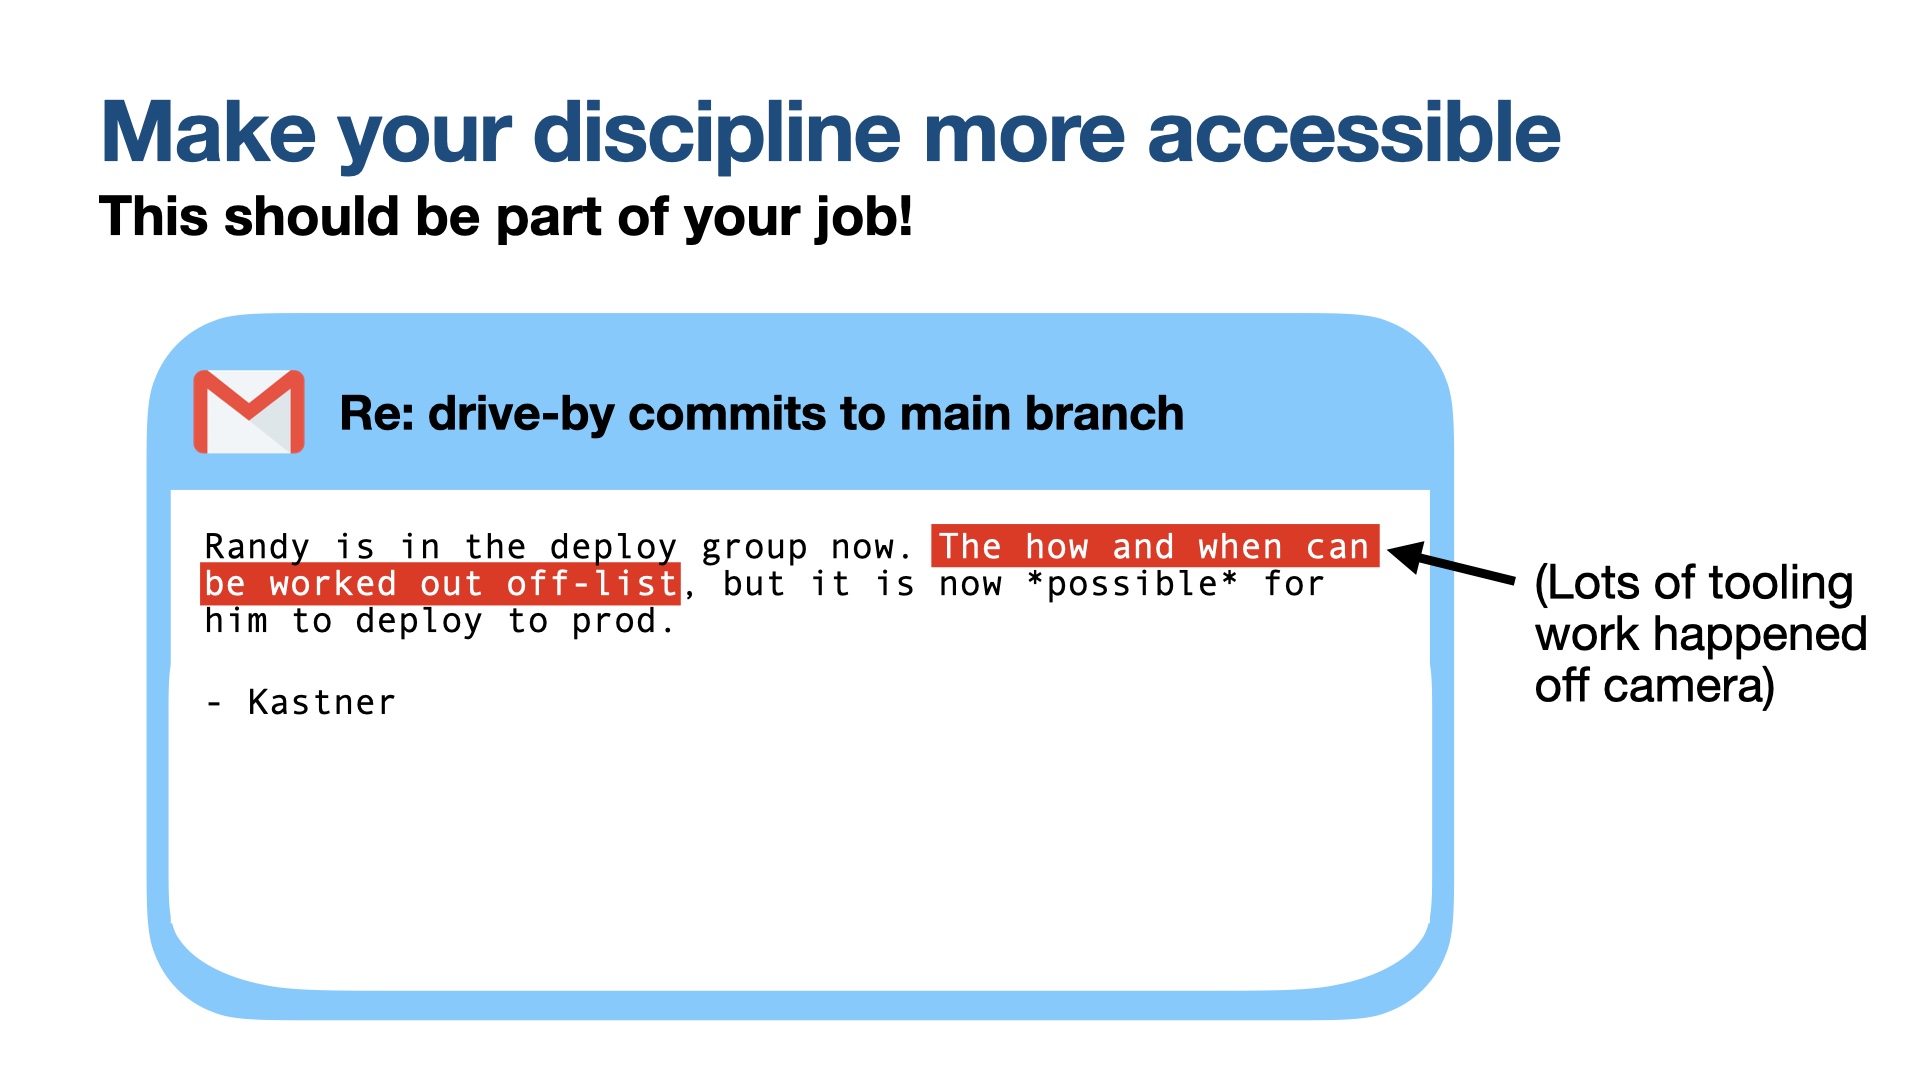 Make your discipline more accessible
This should be part of your job!
Re: drive-by commits to main branch
Randy is in the deploy group now. The how and when can
be worked out off-list, but it is now *possible* for
him to deploy to prod.
- Kastner
(Lots of tooling
work happened
off camera)